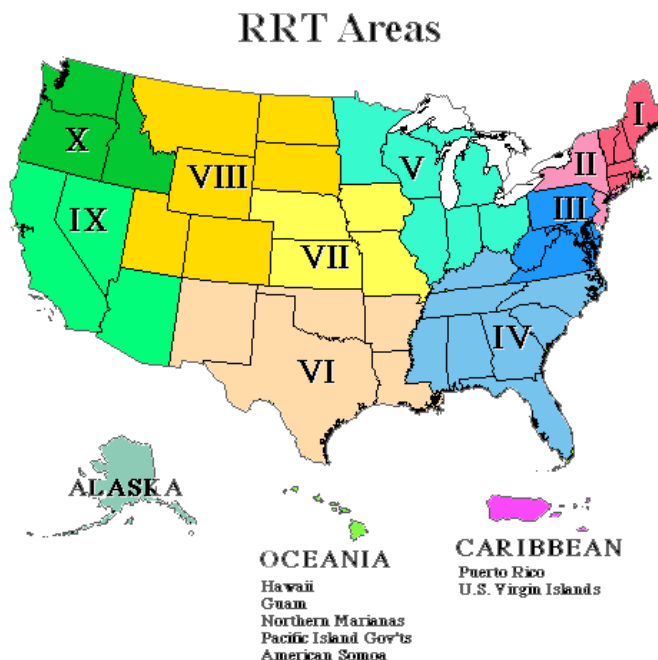 RRT Areas
I
II
III
IV
V
VI
VII
VIII
IX
X
ALASKA
OCEANIA
Hawaii
Guam
Northern Marianas
Pacific Island Gov'ts
American Somoa
CARIBBEAN
Puerto Rico
U.S. Virgin Islands